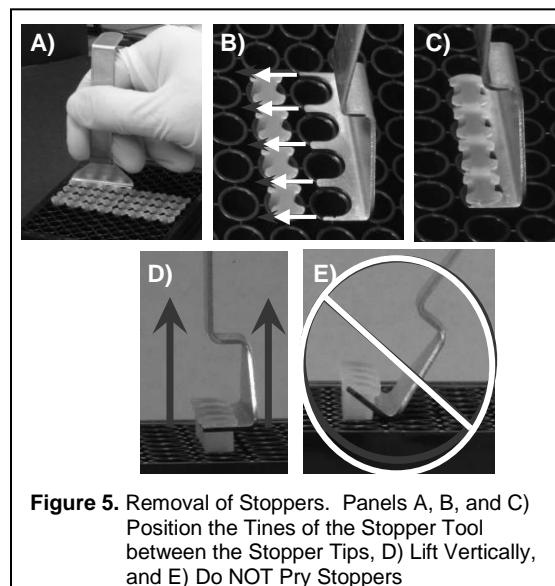 A)
B)
C)
D)
E)
Figure 5. Removal of Stoppers. Panels A, B, and C)
Position the Tines of the Stopper Tool
between the Stopper Tips, D) Lift Vertically,
and E) Do NOT Pry Stoppers